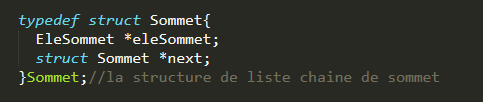 typedef struct Sommet{
  EleSommet *eleSommet;
  struct Sommet *next;
}Sommet;//la structure de liste chaine de sommet